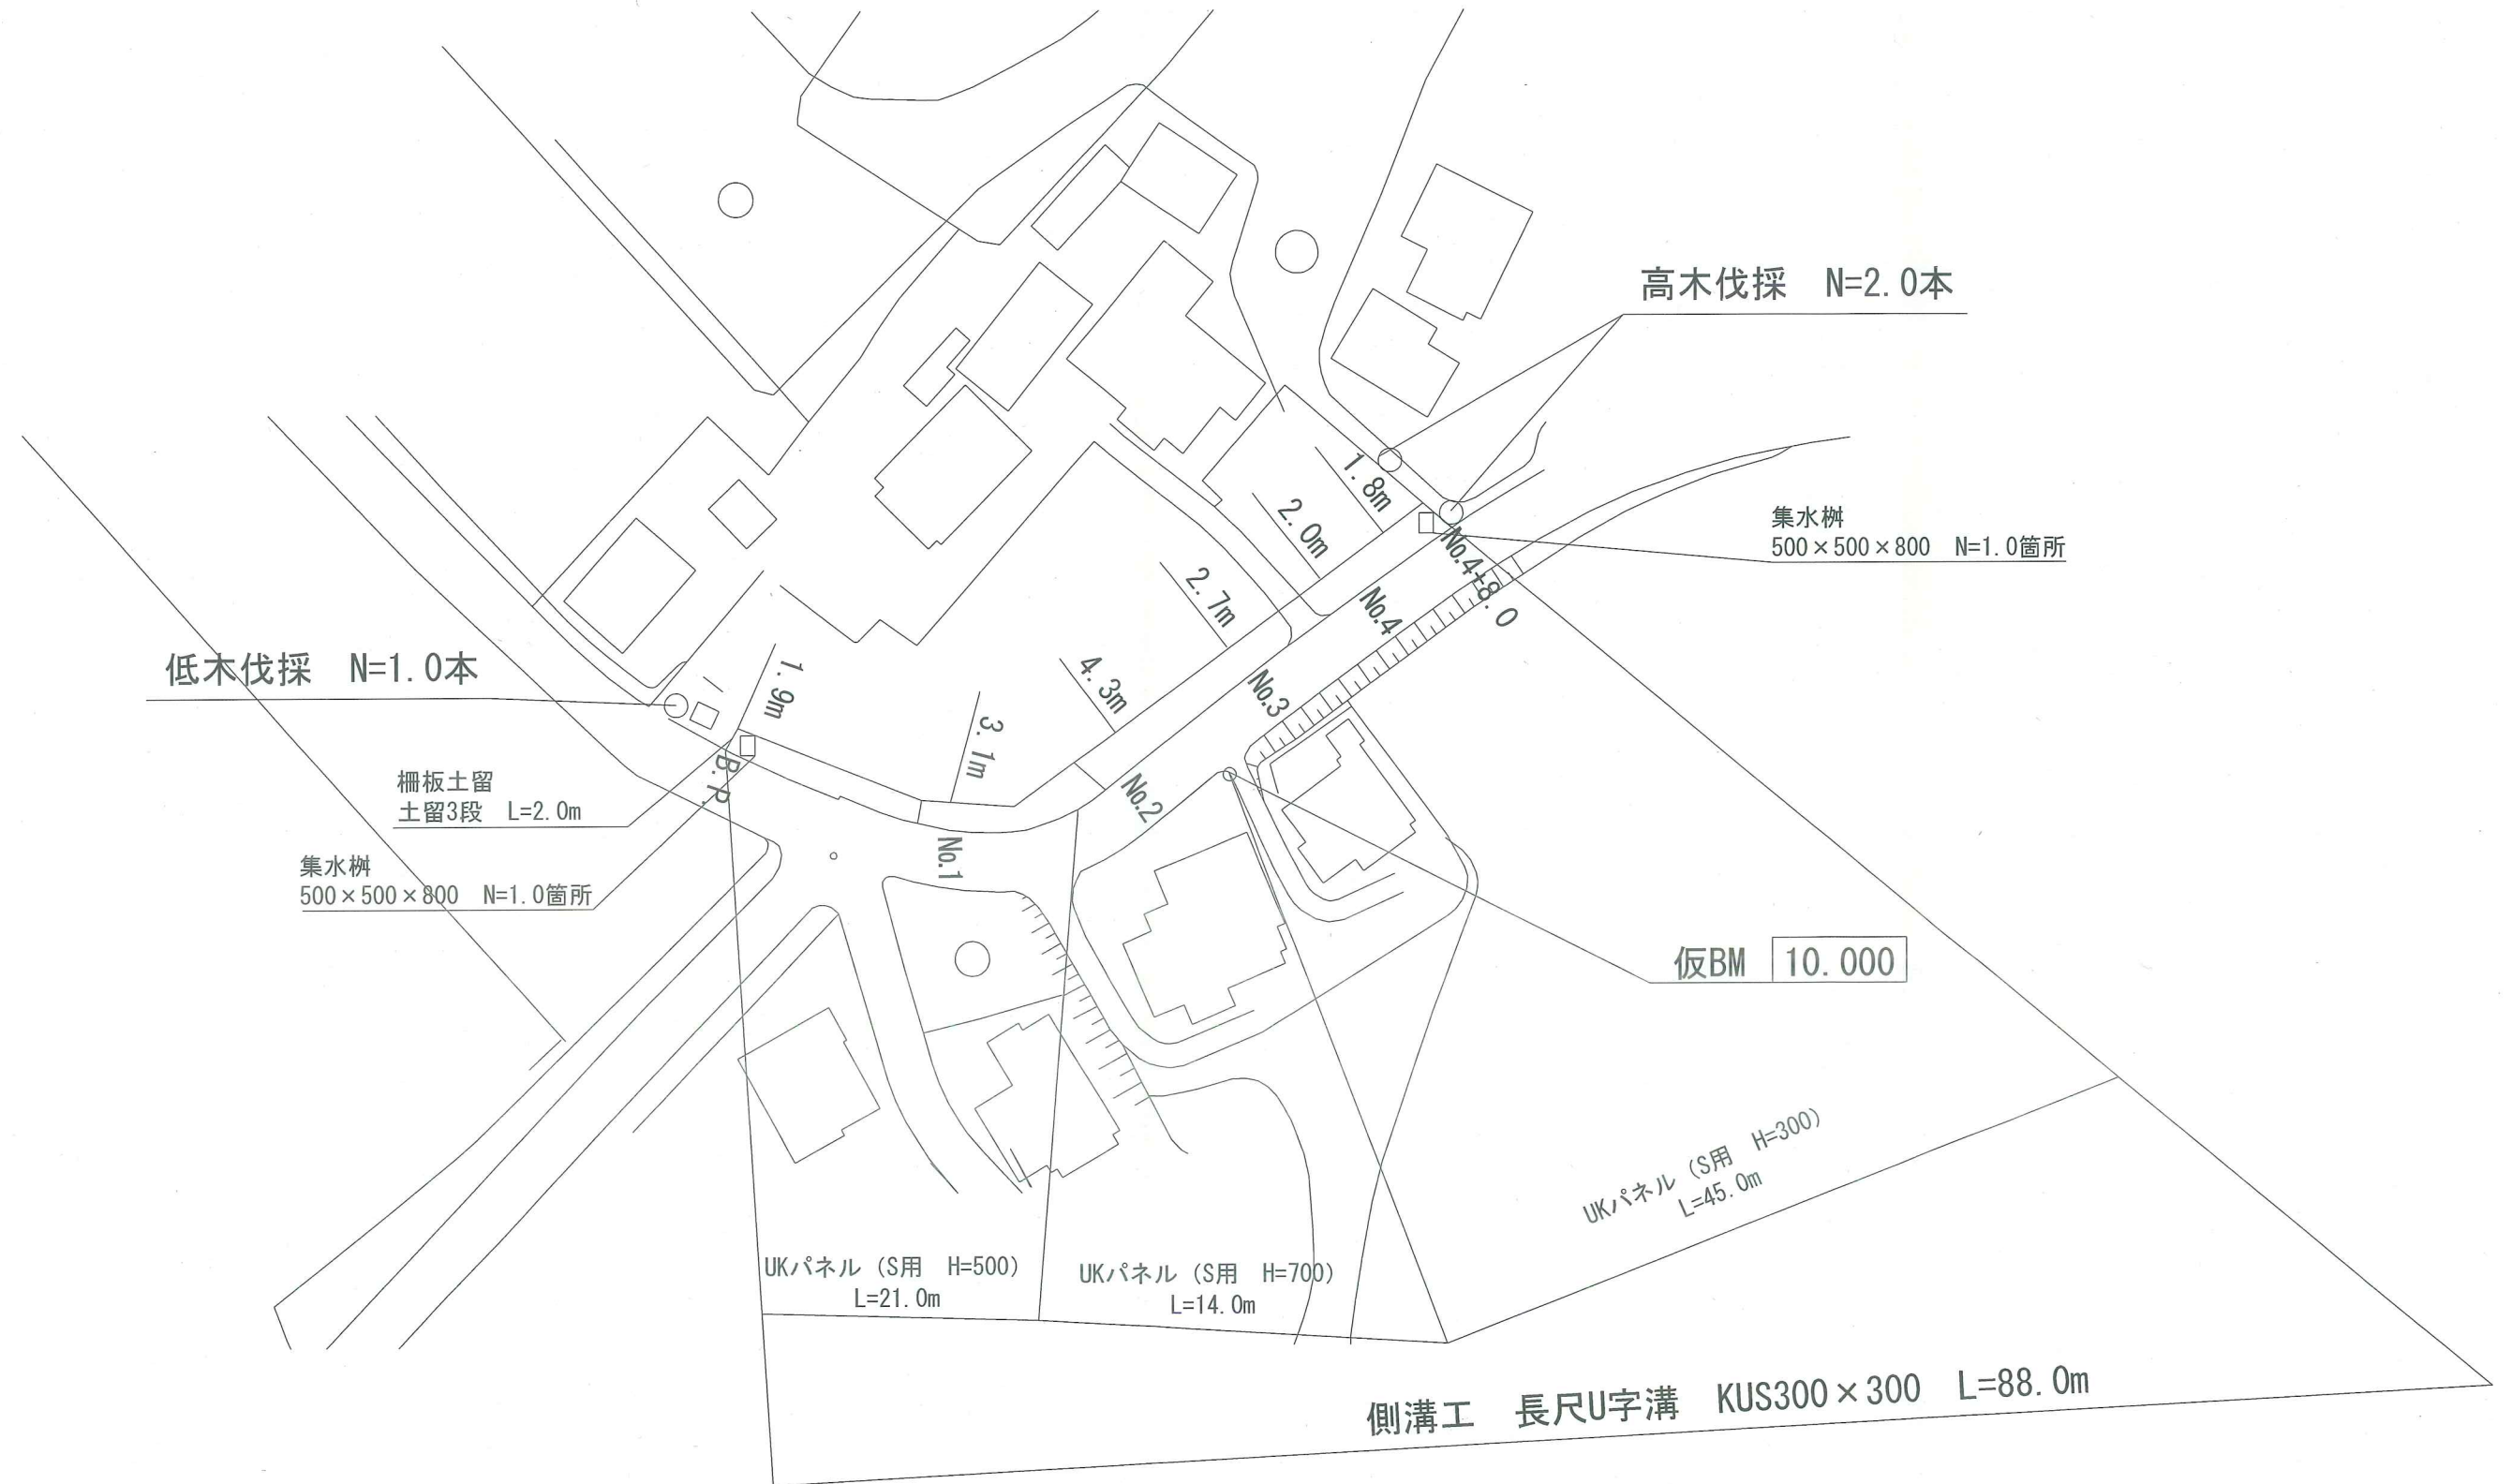 高木伐採　N=2.0本
1.8m
2.0m
集水桝
500×500×800　N=1.0箇所
No.4+8.0
2.7m
No.4
低木伐採　N=1.0本
1.9m
4.3m
No.3
3.1m
B.P.
No.2
柵板土留
土留3段　L=2.0m
No.1
集水桝
500×500×800　N=1.0箇所
仮BM　10.000
UKパネル（S用　H=300）
L=45.0m
UKパネル（S用　H=500）
L=21.0m
UKパネル（S用　H=700）
L=14.0m
側溝工　長尺U字溝　KUS300×300　L=88.0m